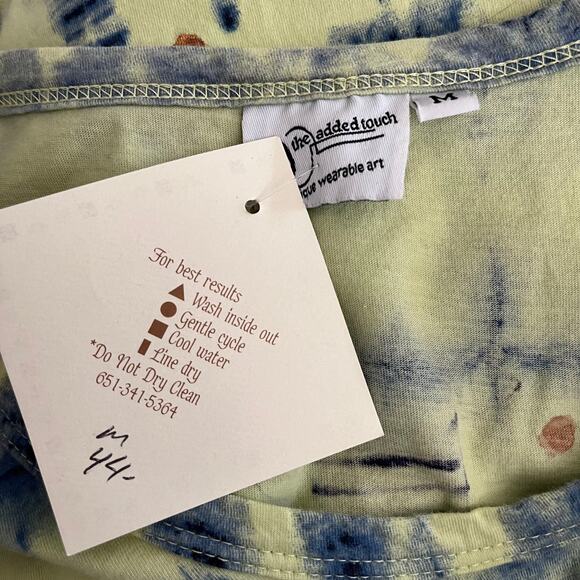 the added touch
wearable art
M
For best results
▲ Wash inside out
● Gentle cycle
■ Cool water
▮ Line dry
*Do Not Dry Clean
651-341-5364
m
44-